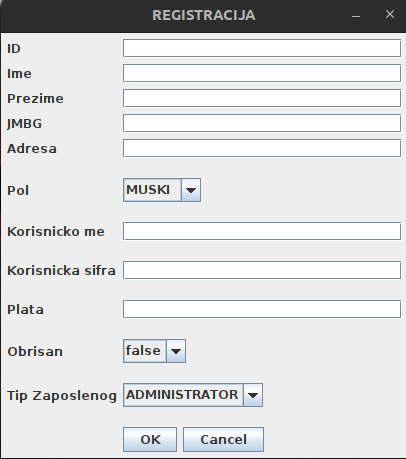 REGISTRACIJA
ID
Ime
Prezime
JMBG
Adresa
Pol MUSKI
Korisnicko me
Korisnicka sifra
Plata
Obrisan false
Tip Zaposlenog ADMINISTRATOR
OK Cancel